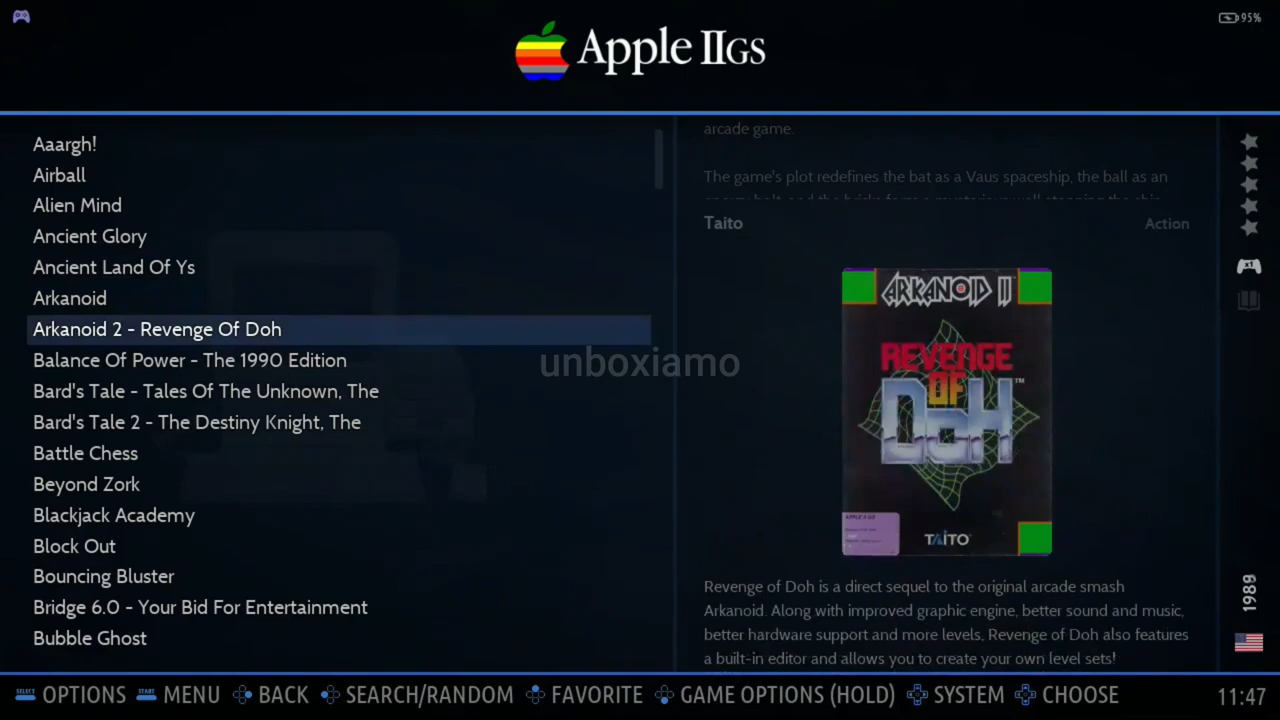 95%
Apple IIGS
Aaargh!
Airball
Alien Mind
Ancient Glory
Ancient Land Of Ys
Arkanoid
Arkanoid 2 - Revenge Of Doh
Balance Of Power - The 1990 Edition
Bard's Tale - Tales Of The Unknown, The
Bard's Tale 2 - The Destiny Knight, The
Battle Chess
Beyond Zork
Blackjack Academy
Block Out
Bouncing Bluster
Bridge 6.0 - Your Bid For Entertainment
Bubble Ghost
unboxiamo
arcade game.
The game's plot redefines the bat as a Vaus spaceship, the ball as an
Taito
Action
ARKANOID II
REVENGE
OF
DOH™
APPLE II GS
TAITO
Revenge of Doh is a direct sequel to the original arcade smash
Arkanoid. Along with improved graphic engine, better sound and music,
better hardware support and more levels, Revenge of Doh also features
a built-in editor and allows you to create your own level sets!
x1
1989
SELECT OPTIONS START MENU BACK SEARCH/RANDOM FAVORITE GAME OPTIONS (HOLD) SYSTEM CHOOSE 11:47